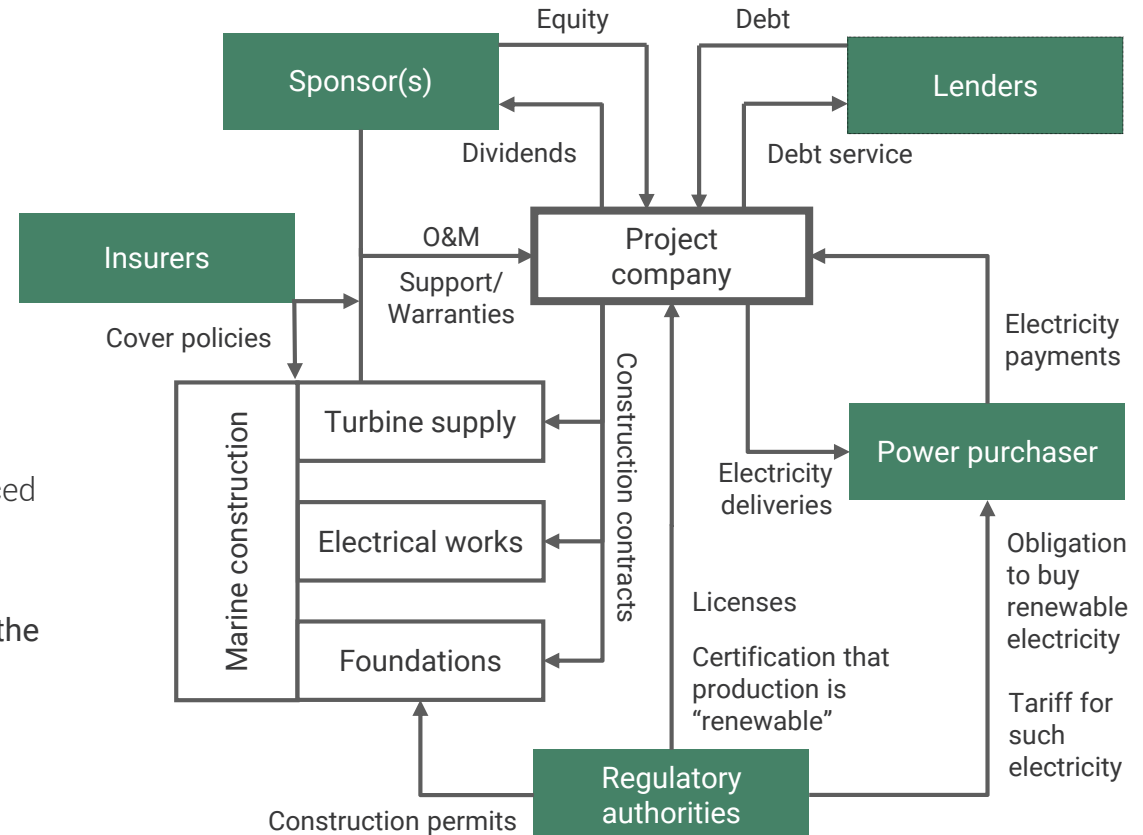 Equity
Debt
Sponsor(s)
Lenders
Dividends
Debt service
Insurers
O&M
Support/
Warranties
Project
company
Cover policies
Electricity
payments
Marine construction
Turbine supply
Construction contracts
Power purchaser
Electricity
deliveries
Electrical works
Obligation
to buy
renewable
electricity
the
Foundations
Licenses
Certification that
production is
“renewable”
Tariff for
such
electricity
Regulatory
authorities
Construction permits